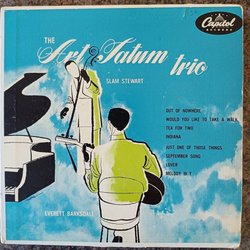 Capitol
RECORDS
THE
Art Tatum
trio
SLAM STEWART
OUT OF NOWHERE
WOULD YOU LIKE TO TAKE A WALK
TEA FOR TWO
INDIANA
JUST ONE OF THOSE THINGS
SEPTEMBER SONG
LOVER
MELODY IN F
EVERETT BARKSDALE